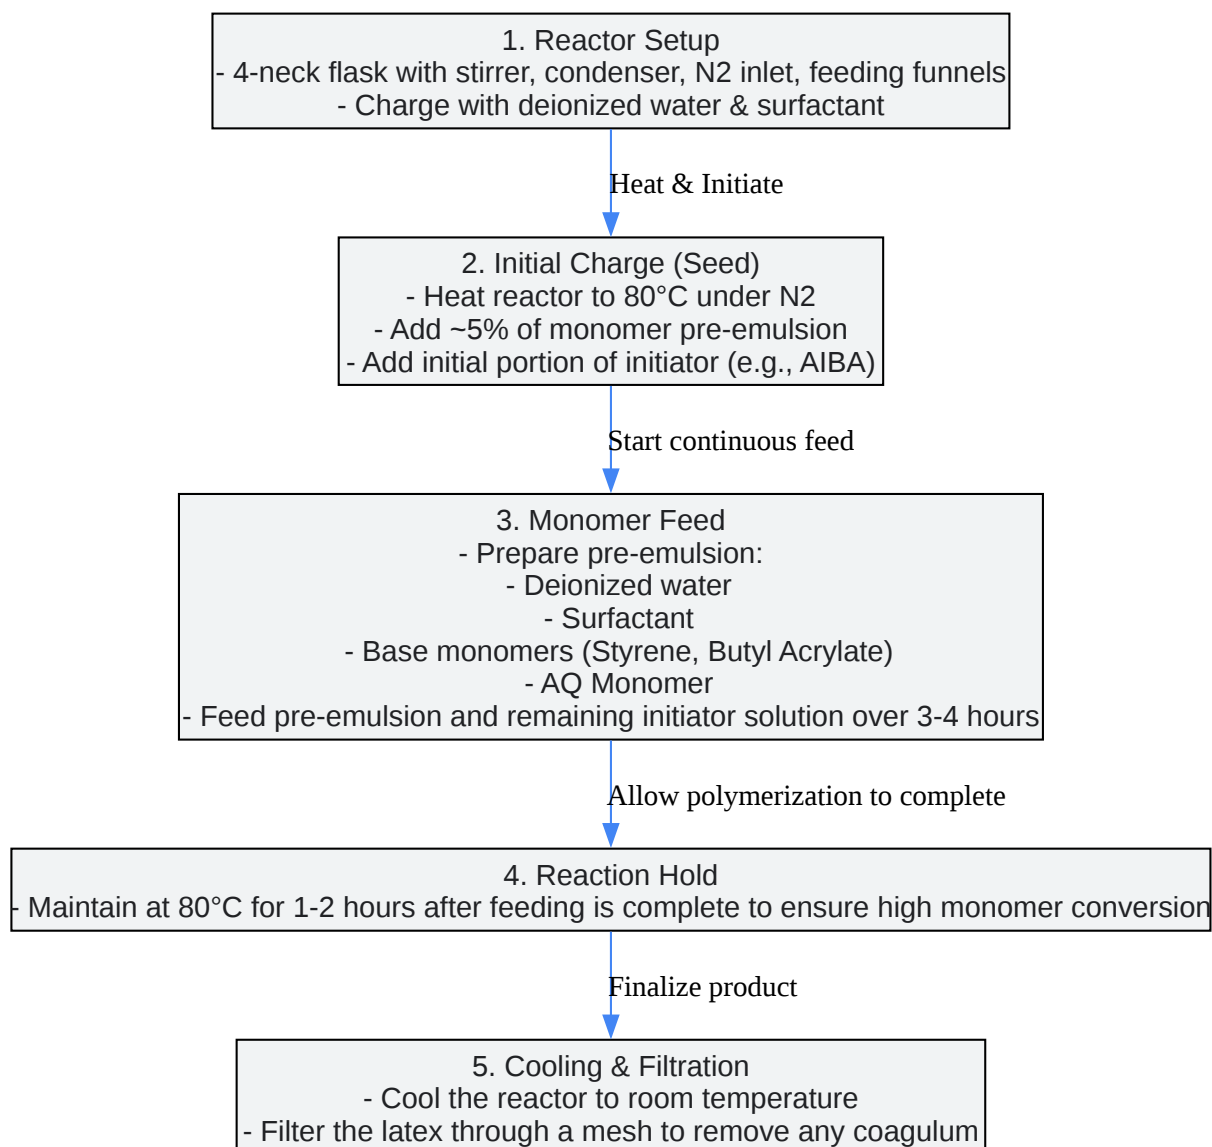 1. Reactor Setup
- 4-neck flask with stirrer, condenser, N2 inlet, feeding funnels
- Charge with deionized water & surfactant
Heat & Initiate
2. Initial Charge (Seed)
- Heat reactor to 80°C under N2
- Add ~5% of monomer pre-emulsion
- Add initial portion of initiator (e.g., AIBA)
Start continuous feed
3. Monomer Feed
- Prepare pre-emulsion:
- Deionized water
- Surfactant
- Base monomers (Styrene, Butyl Acrylate)
- AQ Monomer
- Feed pre-emulsion and remaining initiator solution over 3-4 hours
Allow polymerization to complete
4. Reaction Hold
- Maintain at 80°C for 1-2 hours after feeding is complete to ensure high monomer conversion
Finalize product
5. Cooling & Filtration
- Cool the reactor to room temperature
- Filter the latex through a mesh to remove any coagulum